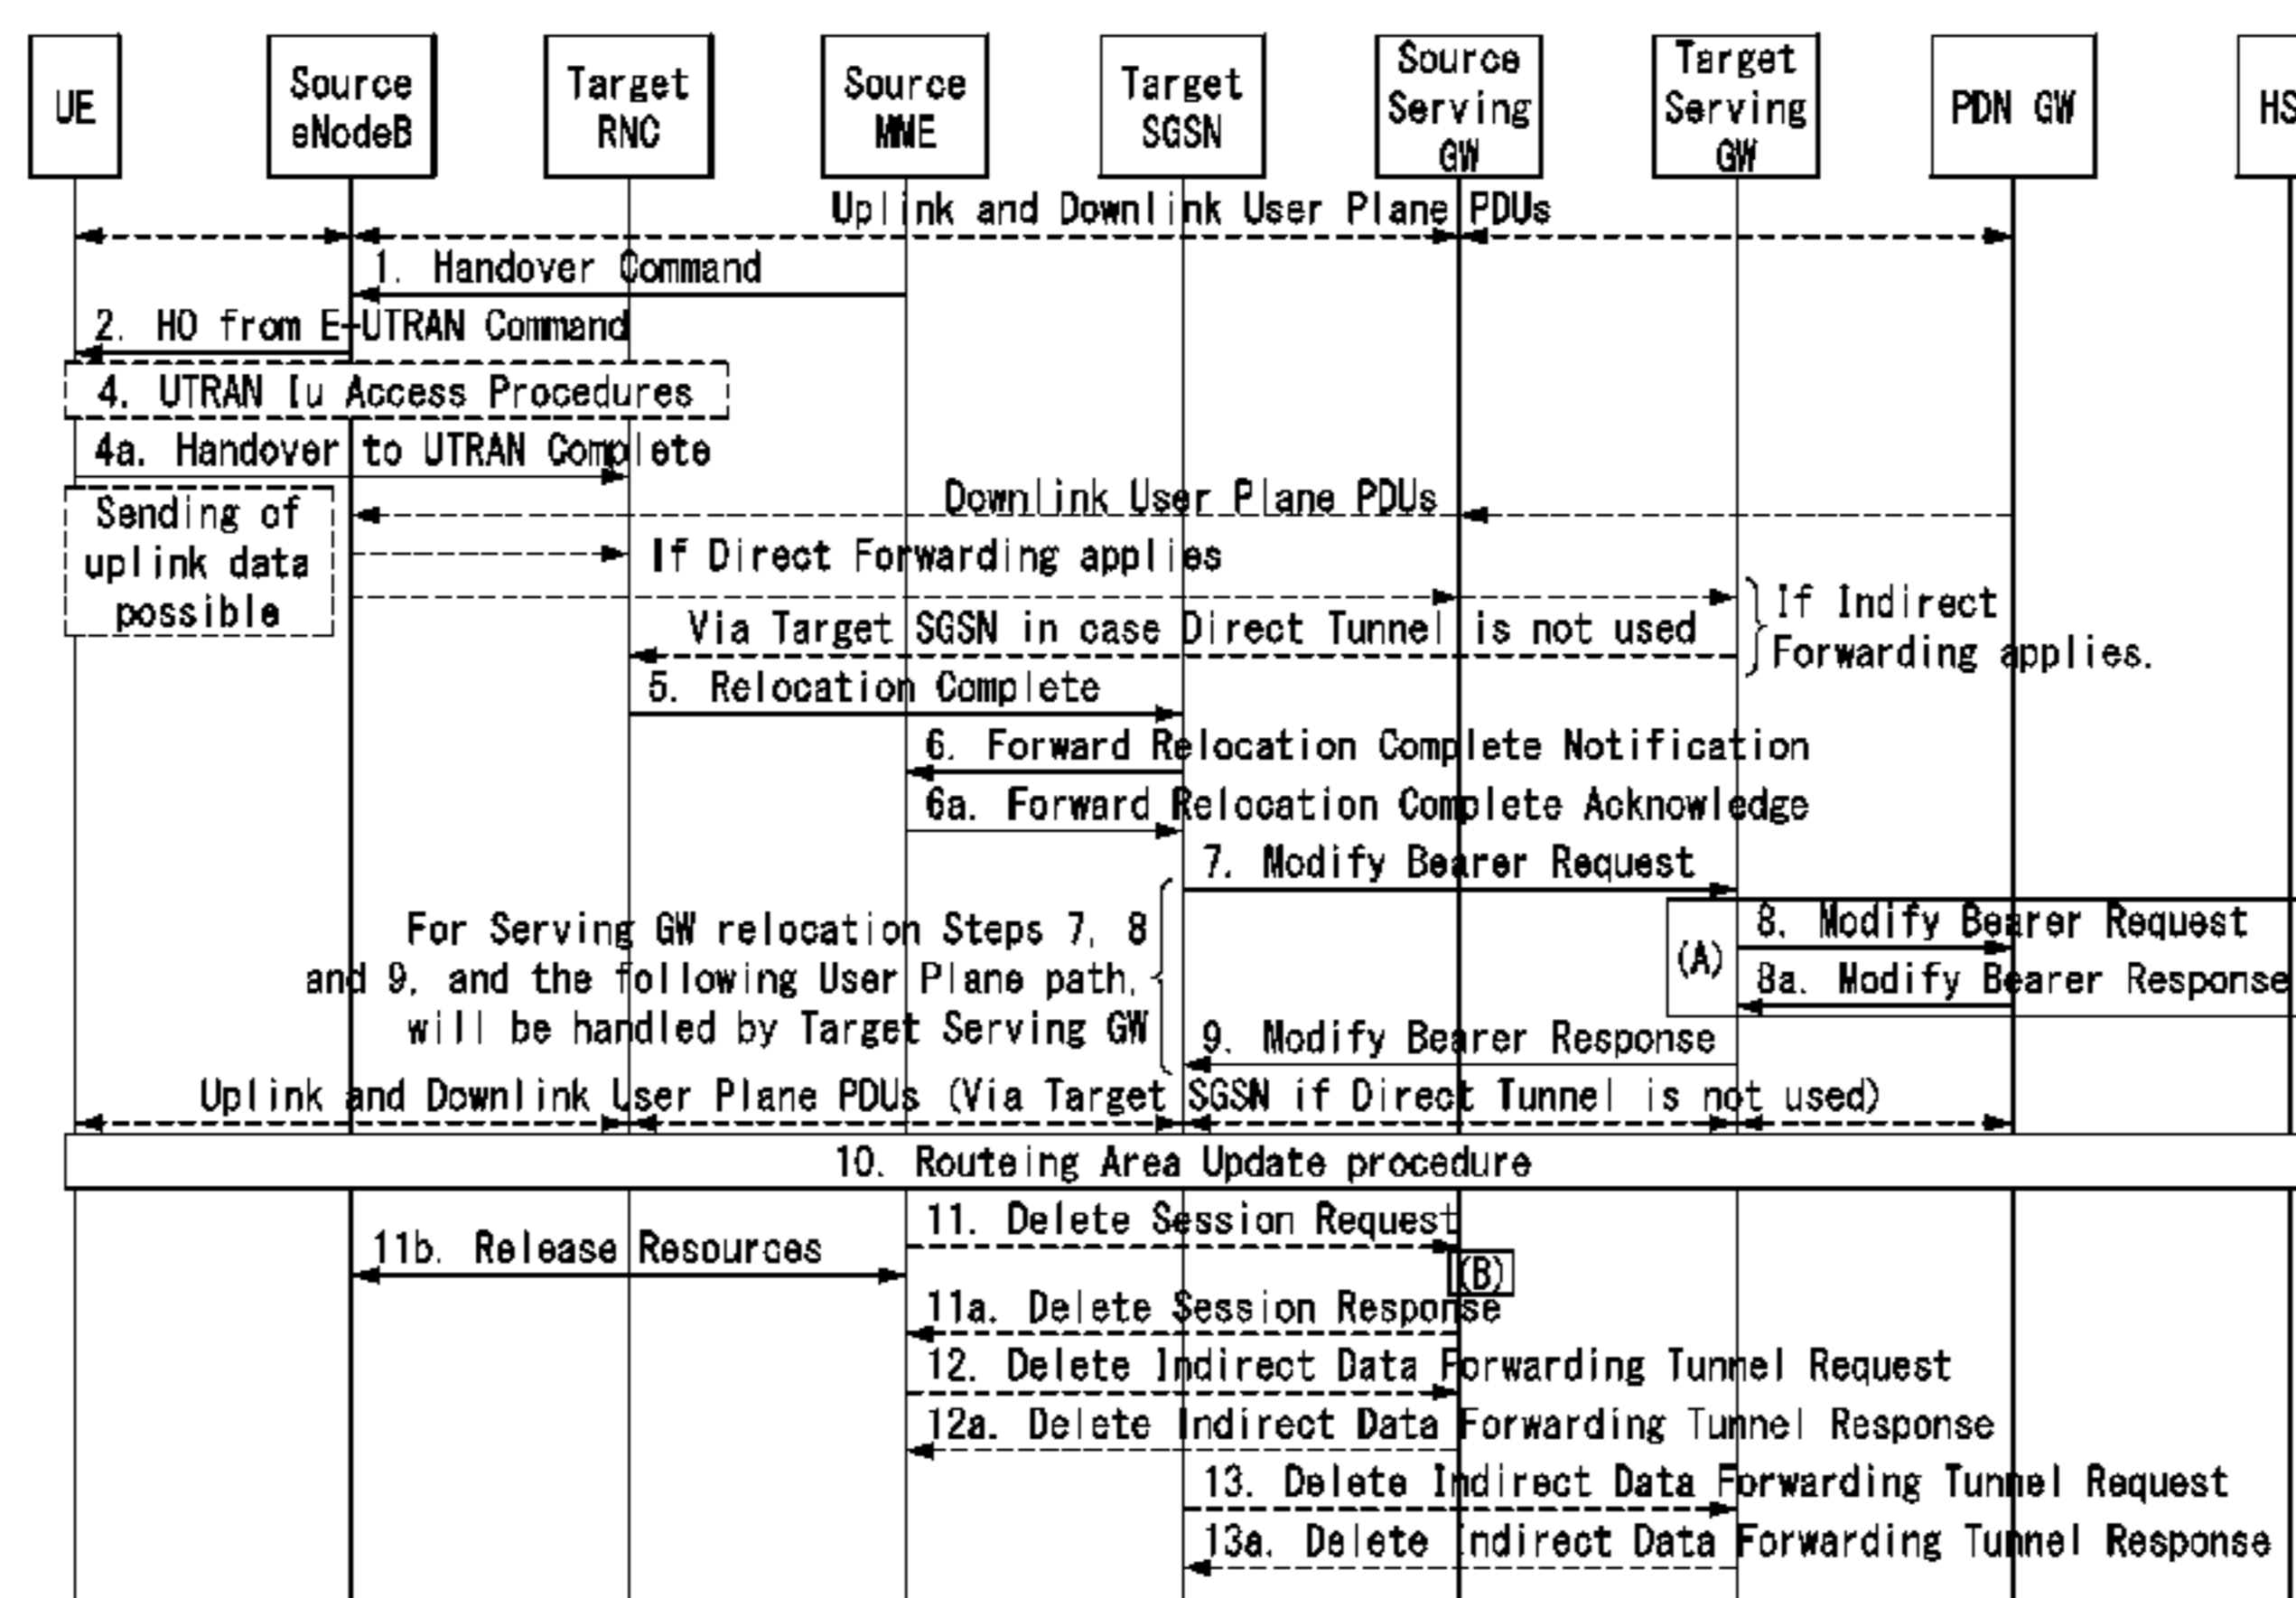 UE
Source
eNodeB
Target
RNC
Source
MME
Target
SGSN
Source
Serving
GW
Target
Serving
GW
PDN GW
HS
Uplink and Downlink User Plane PDUs
1. Handover Command
2. HO from E-UTRAN Command
4. UTRAN Iu Access Procedures
4a. Handover to UTRAN Complete
Sending of
uplink data
possible
Downlink User Plane PDUs
If Direct Forwarding applies
Via Target SGSN in case Direct Tunnel is not used
If Indirect
Forwarding applies.
5. Relocation Complete
6. Forward Relocation Complete Notification
6a. Forward Relocation Complete Acknowledge
7. Modify Bearer Request
For Serving GW relocation Steps 7, 8
and 9, and the following User Plane path,
will be handled by Target Serving GW
(A)
8. Modify Bearer Request
8a. Modify Bearer Response
9. Modify Bearer Response
Uplink and Downlink User Plane PDUs (Via Target SGSN if Direct Tunnel is not used)
10. Routeing Area Update procedure
11. Delete Session Request
11b. Release Resources
(B)
11a. Delete Session Response
12. Delete Indirect Data Forwarding Tunnel Request
12a. Delete Indirect Data Forwarding Tunnel Response
13. Delete Indirect Data Forwarding Tunnel Request
13a. Delete Indirect Data Forwarding Tunnel Response